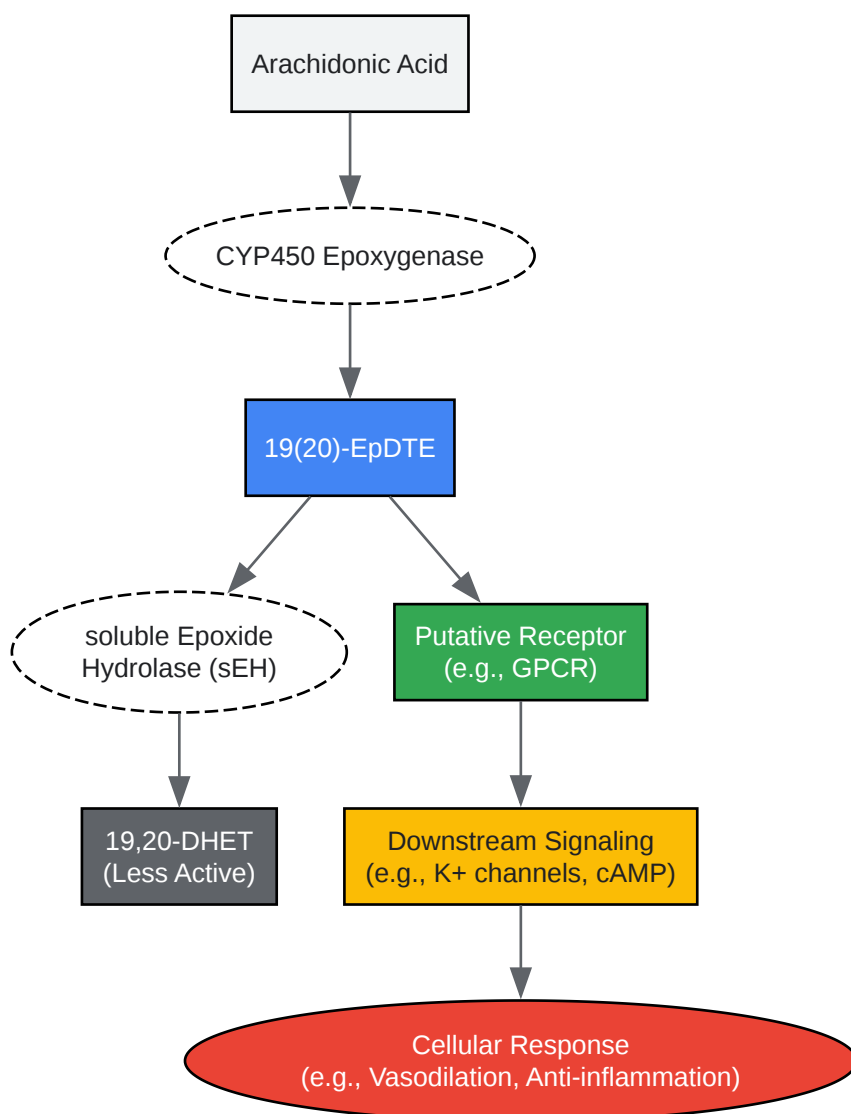 Arachidonic Acid
CYP450 Epoxygenase
19(20)-EpDTE
soluble Epoxide
Hydrolase (sEH)
Putative Receptor
(e.g., GPCR)
19,20-DHET
(Less Active)
Downstream Signaling
(e.g., K+ channels, cAMP)
Cellular Response
(e.g., Vasodilation, Anti-inflammation)